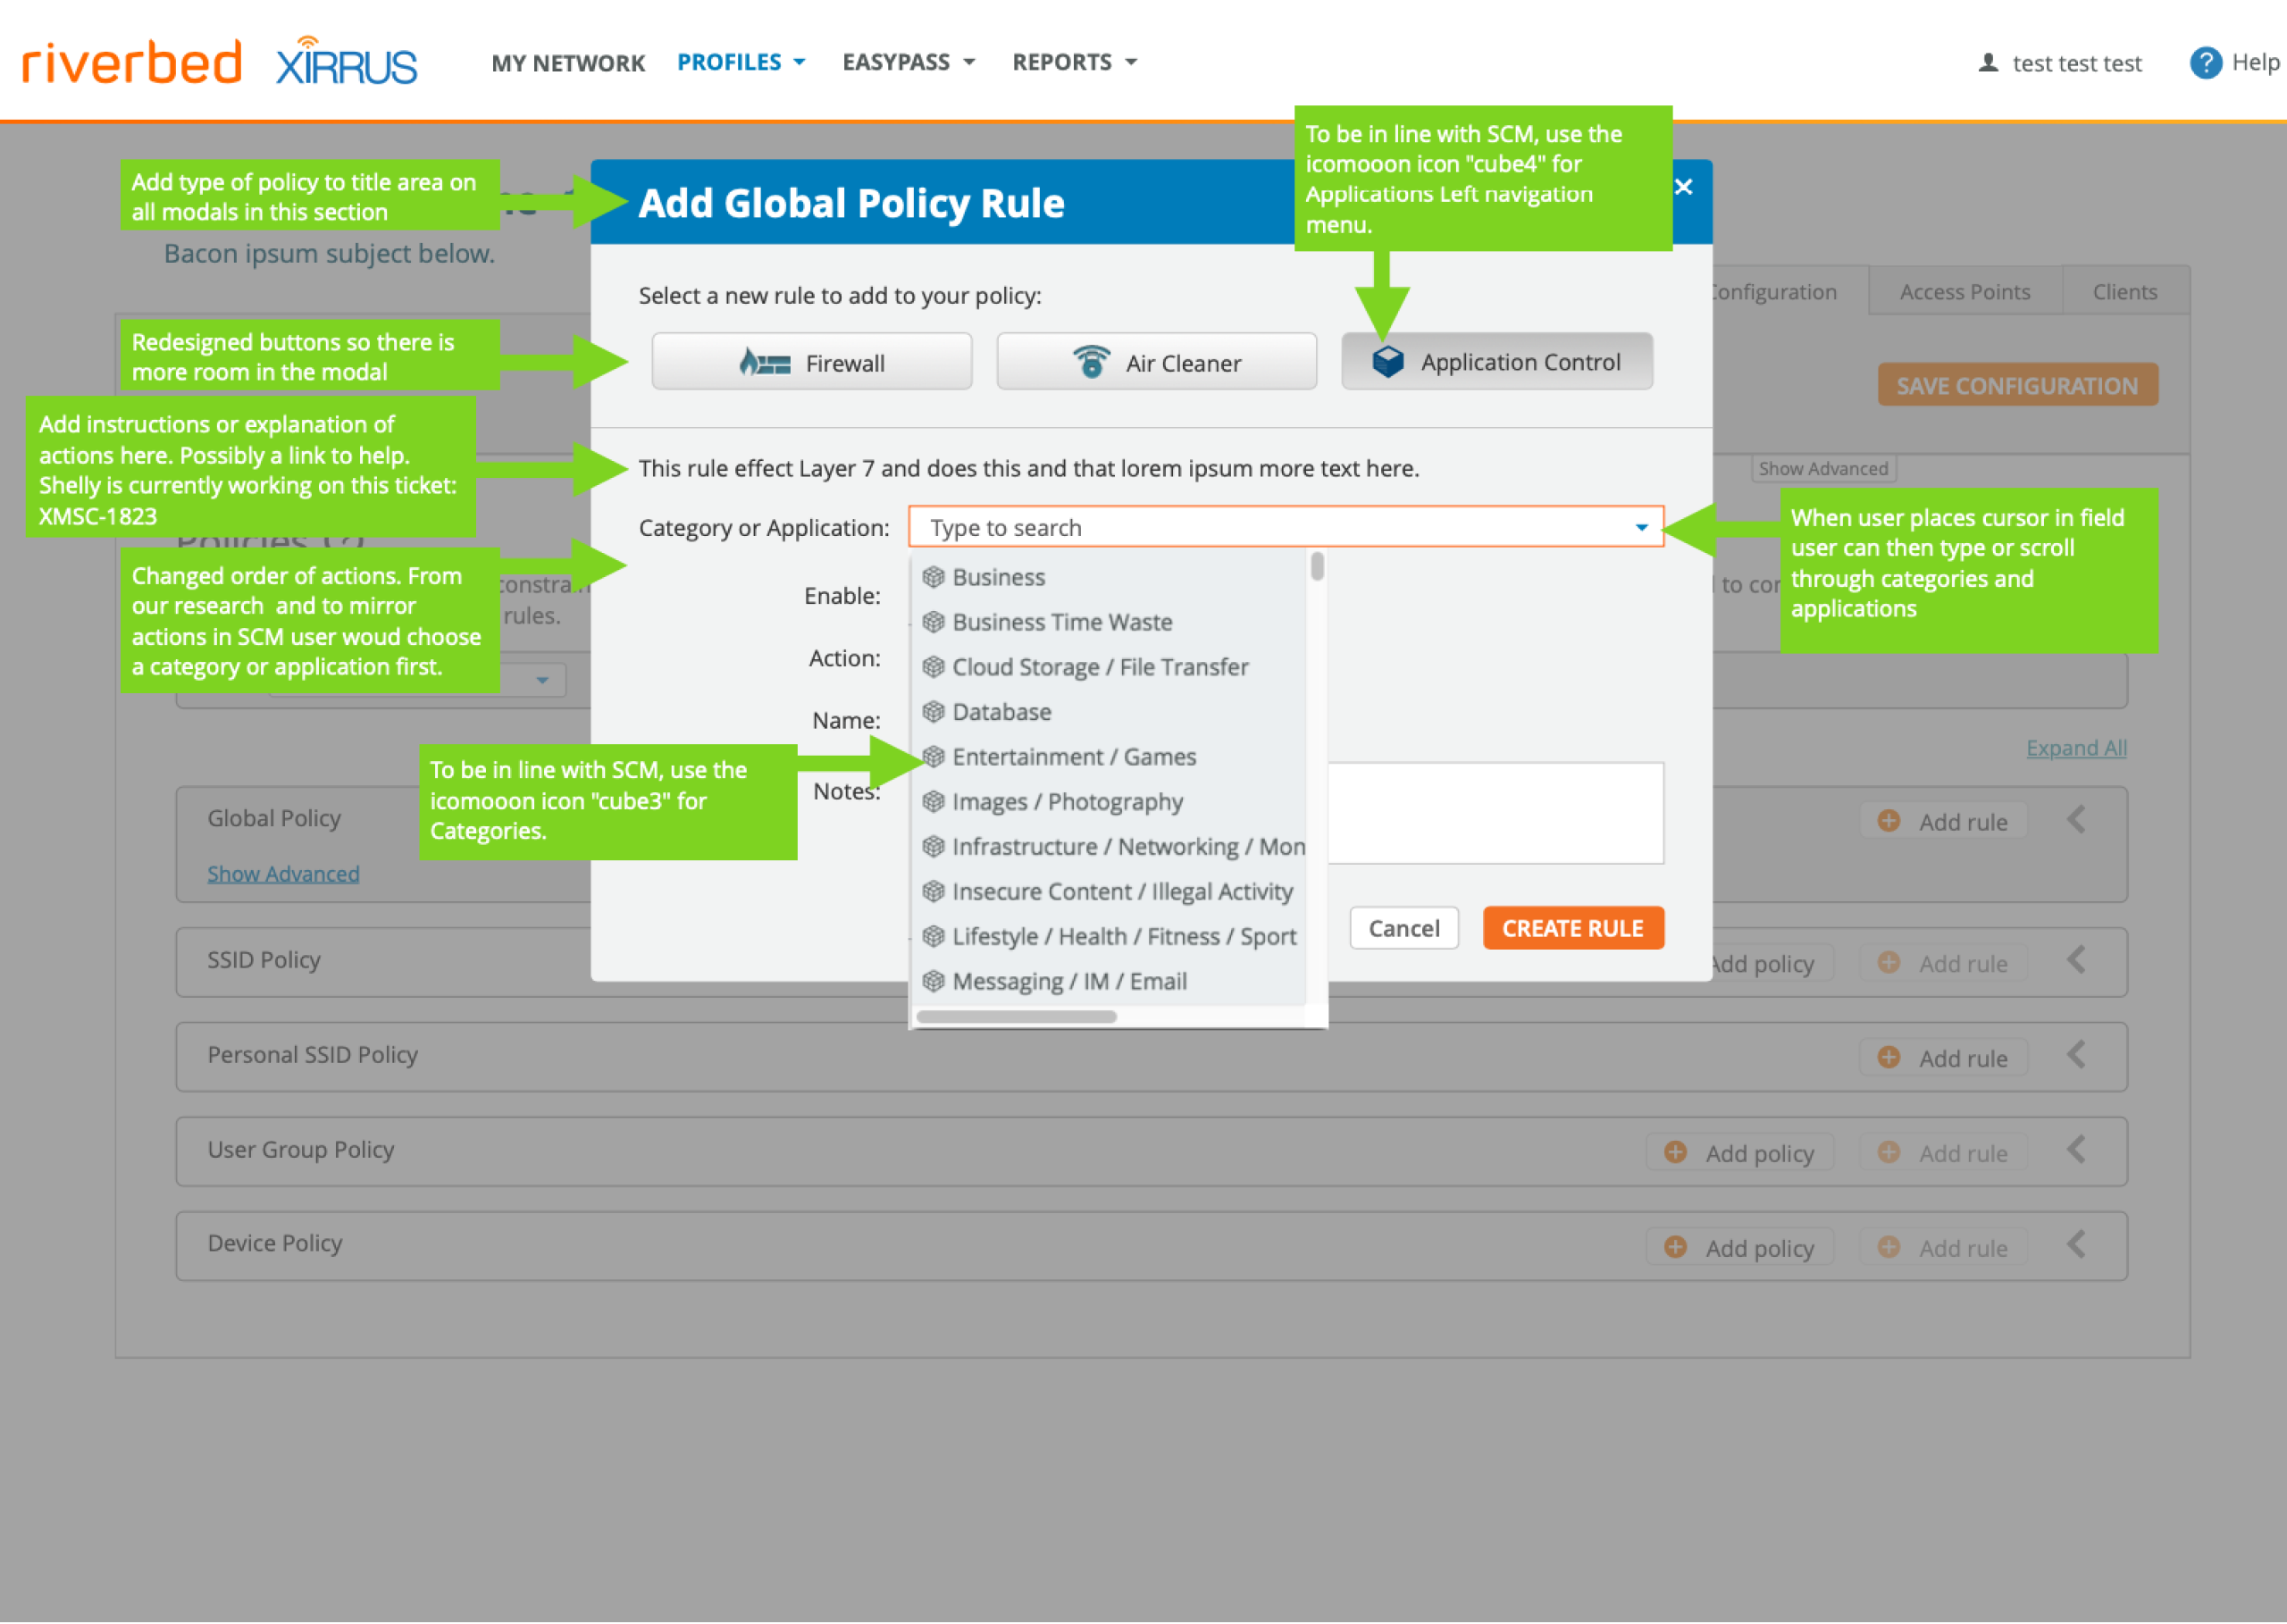 riverbed XIRRUS MY NETWORK PROFILES EASYPASS REPORTS test test test ? Help
To be in line with SCM, use the
icomooon icon "cube4" for
Applications Left navigation
menu.
Add type of policy to title area on
all modals in this section
Add Global Policy Rule
×
Bacon ipsum subject below.
Select a new rule to add to your policy:
Configuration Access Points Clients
Redesigned buttons so there is
more room in the modal
Firewall Air Cleaner Application Control
SAVE CONFIGURATION
Add instructions or explanation of
actions here. Possibly a link to help.
Shelly is currently working on this ticket:
XMSC-1823
This rule effect Layer 7 and does this and that lorem ipsum more text here.
Show Advanced
Category or Application: Type to search
When user places cursor in field
user can then type or scroll
through categories and
applications
Policies
Changed order of actions. From
our research and to mirror
actions in SCM user woud choose
a category or application first.
rules.
to
Enable:
Action:
Name:
Notes:
Business
Business Time Waste
Cloud Storage / File Transfer
Database
Entertainment / Games
Images / Photography
Infrastructure / Networking / Mon
Insecure Content / Illegal Activity
Lifestyle / Health / Fitness / Sport
Messaging / IM / Email
To be in line with SCM, use the
icomooon icon "cube3" for
Categories.
Expand All
Global Policy Add rule
Show Advanced
Cancel CREATE RULE
SSID Policy Add policy Add rule
Personal SSID Policy Add rule
User Group Policy Add policy Add rule
Device Policy Add policy Add rule